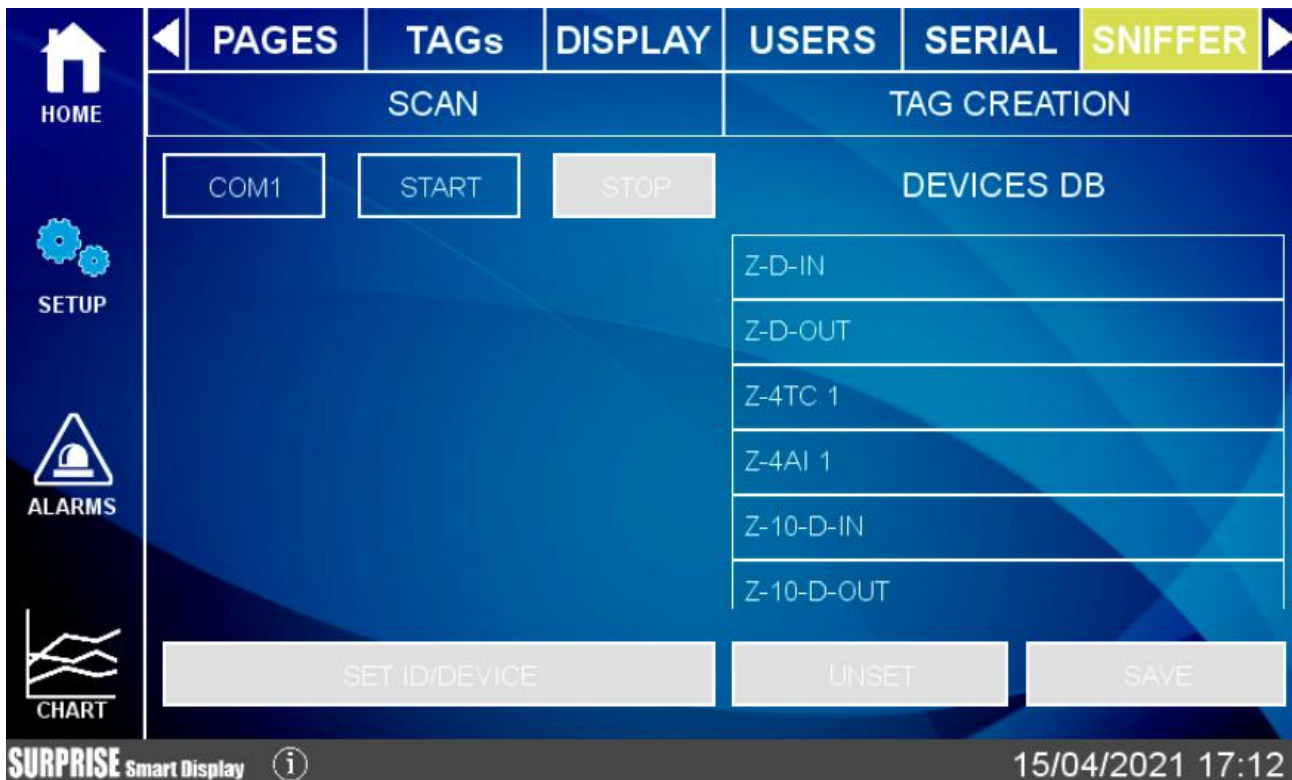 PAGES TAGs DISPLAY USERS SERIAL SNIFFER
HOME
SCAN TAG CREATION
COM1 START STOP DEVICES DB
Z-D-IN
SETUP
Z-D-OUT
Z-4TC 1
Z-4AI 1
ALARMS
Z-10-D-IN
Z-10-D-OUT
SET ID/DEVICE UNSET SAVE
CHART
SURPRISE Smart Display i 15/04/2021 17:12